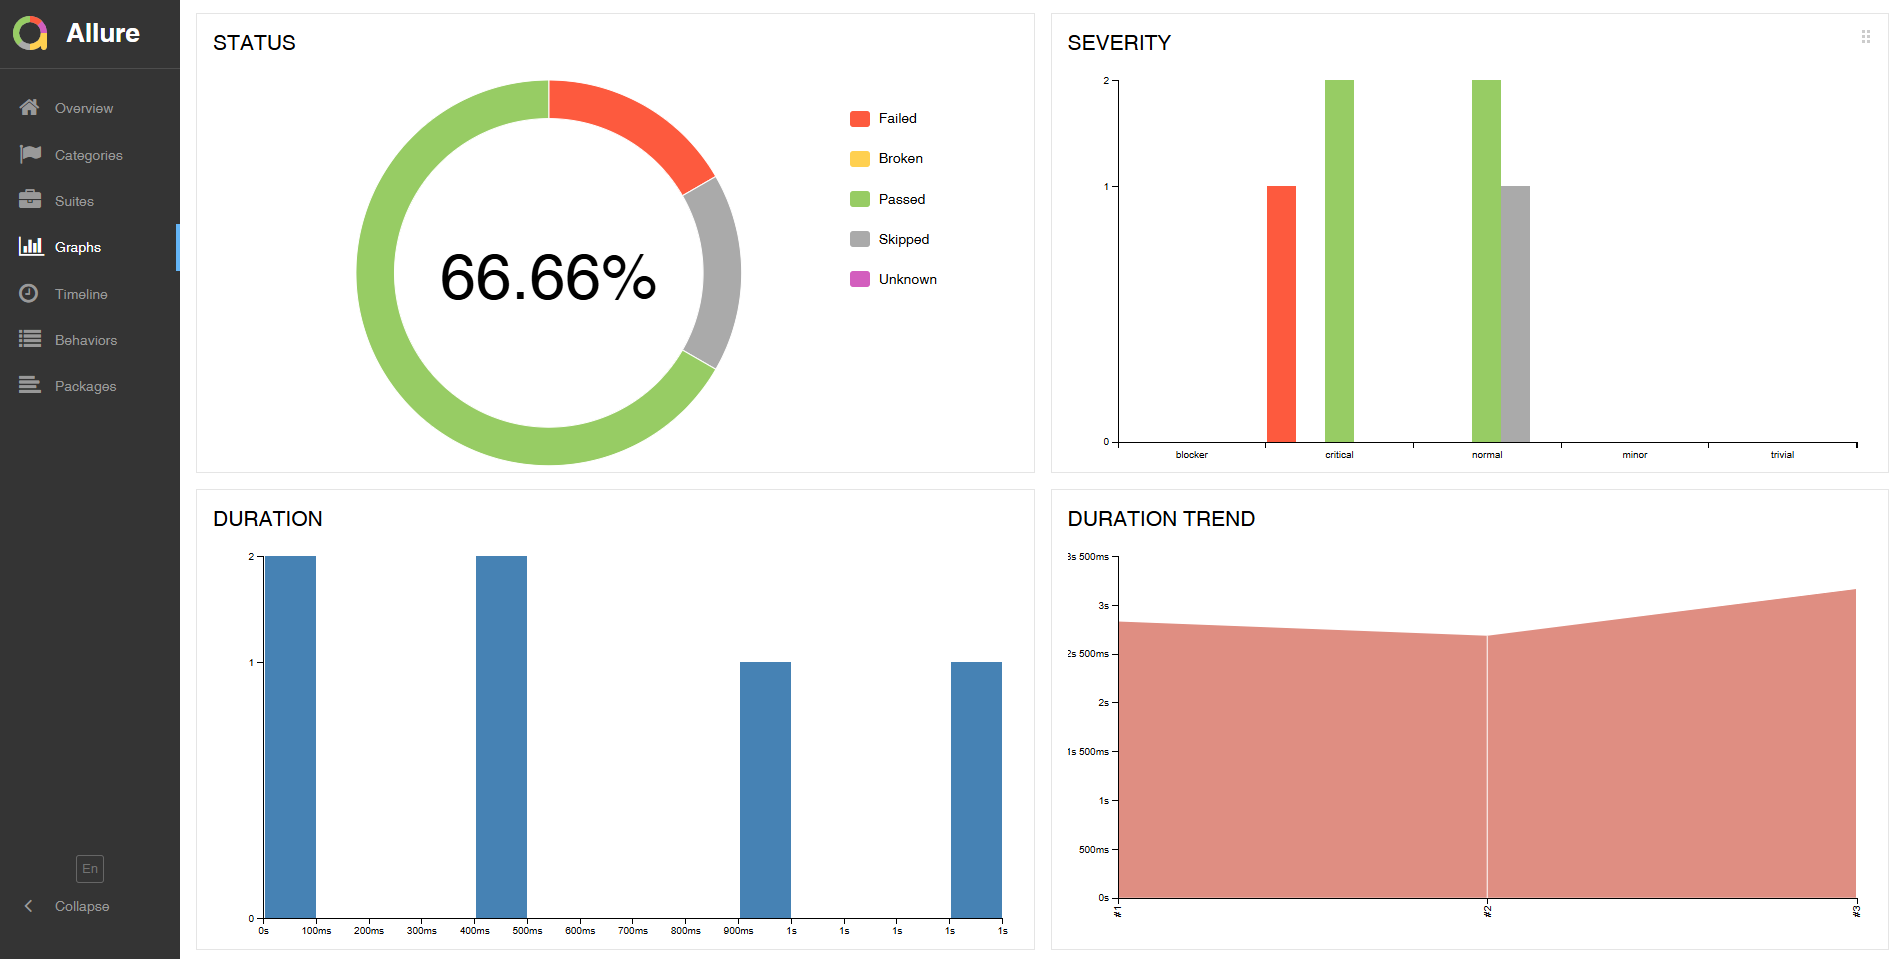 Allure
Overview
Categories
Suites
Graphs
Timeline
Behaviors
Packages
En
Collapse
STATUS
66.66%
Failed
Broken
Passed
Skipped
Unknown
SEVERITY
2
1
0
blocker critical normal minor trivial
DURATION
2
1
0
0s 100ms 200ms 300ms 400ms 500ms 600ms 700ms 800ms 900ms 1s 1s 1s 1s 1s
DURATION TREND
3s 500ms
3s
2s 500ms
2s
1s 500ms
1s
500ms
0s
#1 #2 #3